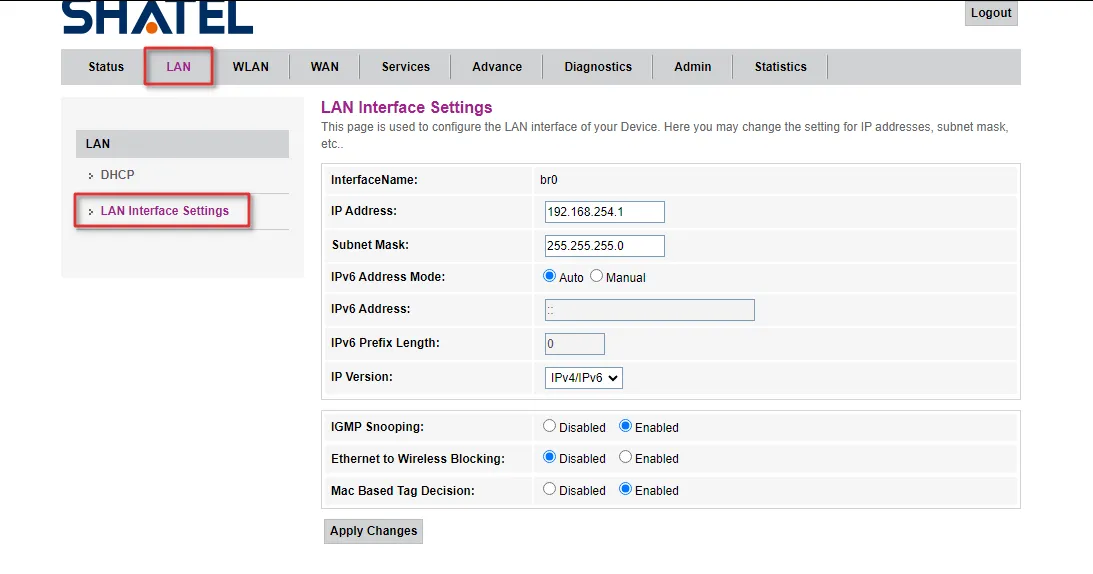 SHATEL
Logout
Status LAN WLAN WAN Services Advance Diagnostics Admin Statistics
LAN
DHCP
LAN Interface Settings
LAN Interface Settings
This page is used to configure the LAN interface of your Device. Here you may change the setting for IP addresses, subnet mask,
etc..
InterfaceName: br0
IP Address: 192.168.254.1
Subnet Mask: 255.255.255.0
IPv6 Address Mode: Auto Manual
IPv6 Address: ::
IPv6 Prefix Length: 0
IP Version: IPv4/IPv6
IGMP Snooping: Disabled Enabled
Ethernet to Wireless Blocking: Disabled Enabled
Mac Based Tag Decision: Disabled Enabled
Apply Changes